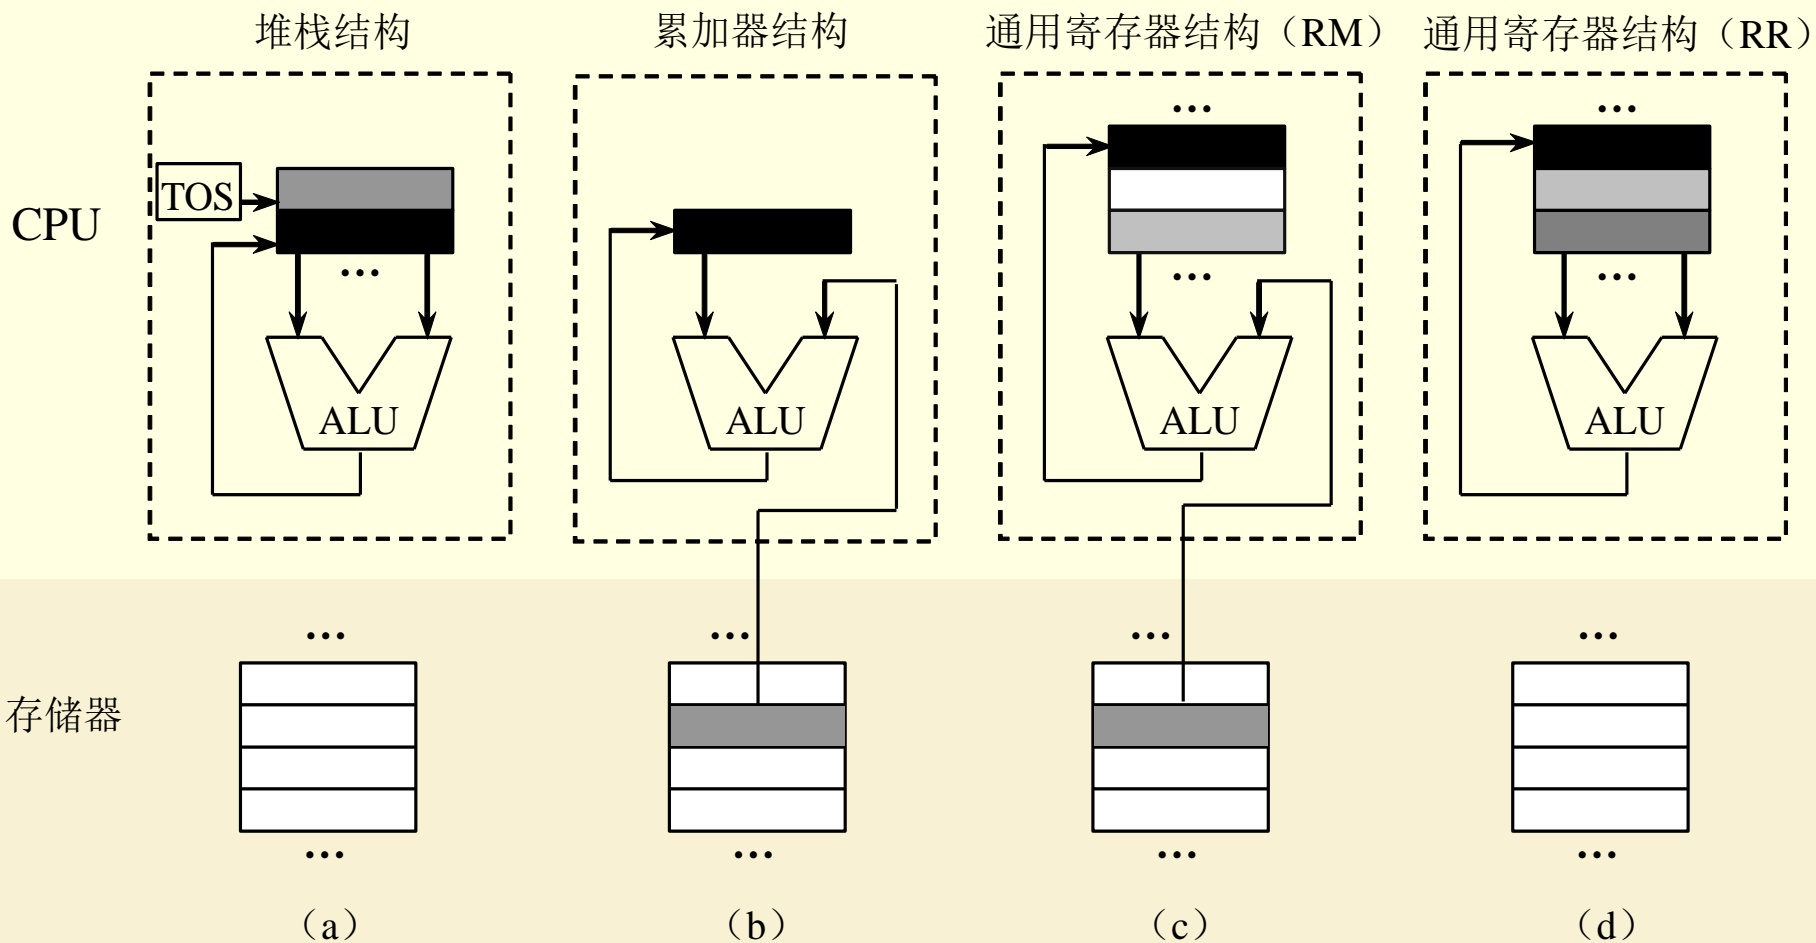 堆栈结构
累加器结构
通用寄存器结构（RM）
通用寄存器结构（RR）
...
...
TOS
CPU
...
...
...
ALU
ALU
ALU
ALU
...
...
...
...
存储器
...
...
...
...
（a）
（b）
（c）
（d）